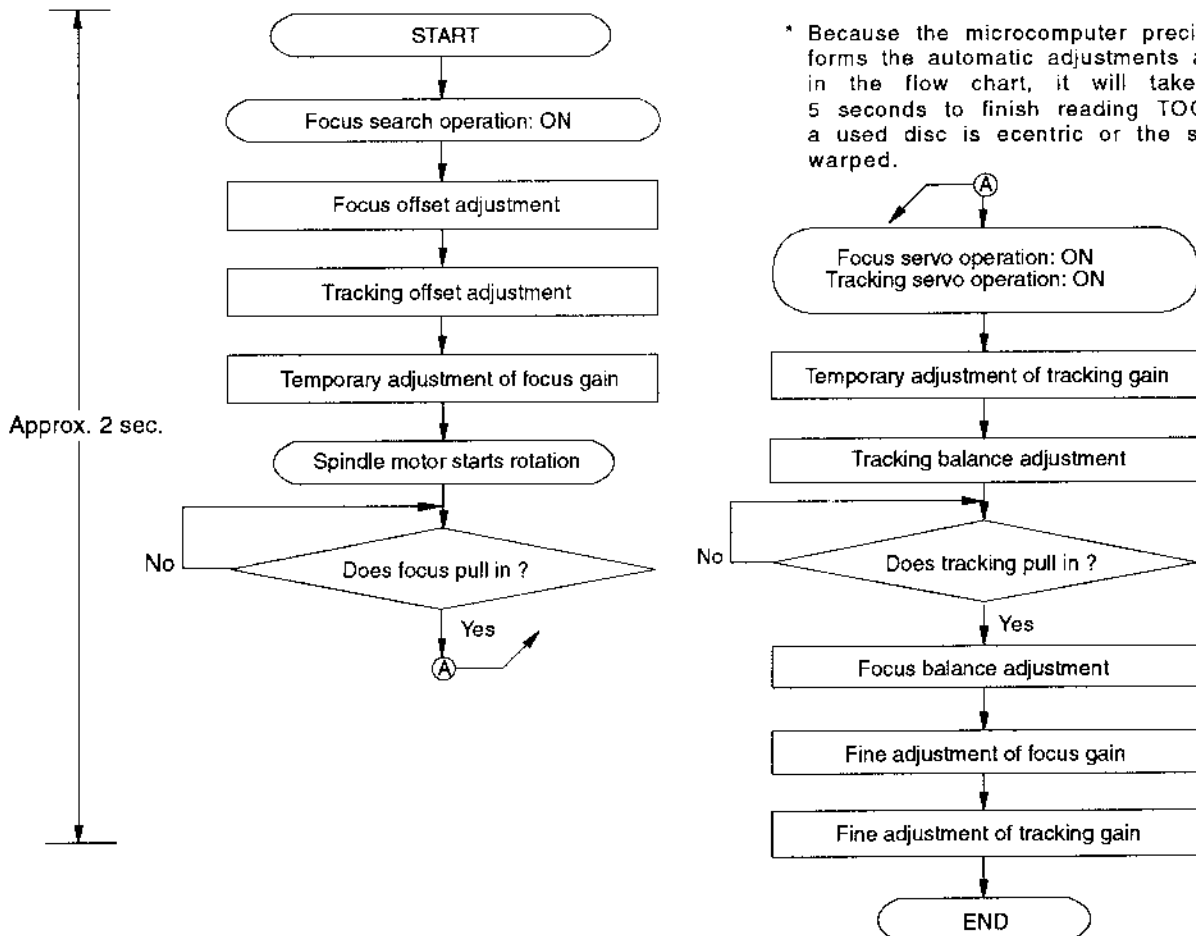 START
Focus search operation: ON
Focus offset adjustment
Tracking offset adjustment
Temporary adjustment of focus gain
Approx. 2 sec.
Spindle motor starts rotation
No
Does focus pull in ?
Yes
A
* Because the microcomputer
forms the automatic adjustments
in the flow chart, it will take
5 seconds to finish reading
a used disc is ecentric or the
warped.
A
Focus servo operation: ON
Tracking servo operation: ON
Temporary adjustment of tracking gain
Tracking balance adjustment
No
Does tracking pull in ?
Yes
Focus balance adjustment
Fine adjustment of focus gain
Fine adjustment of tracking gain
END